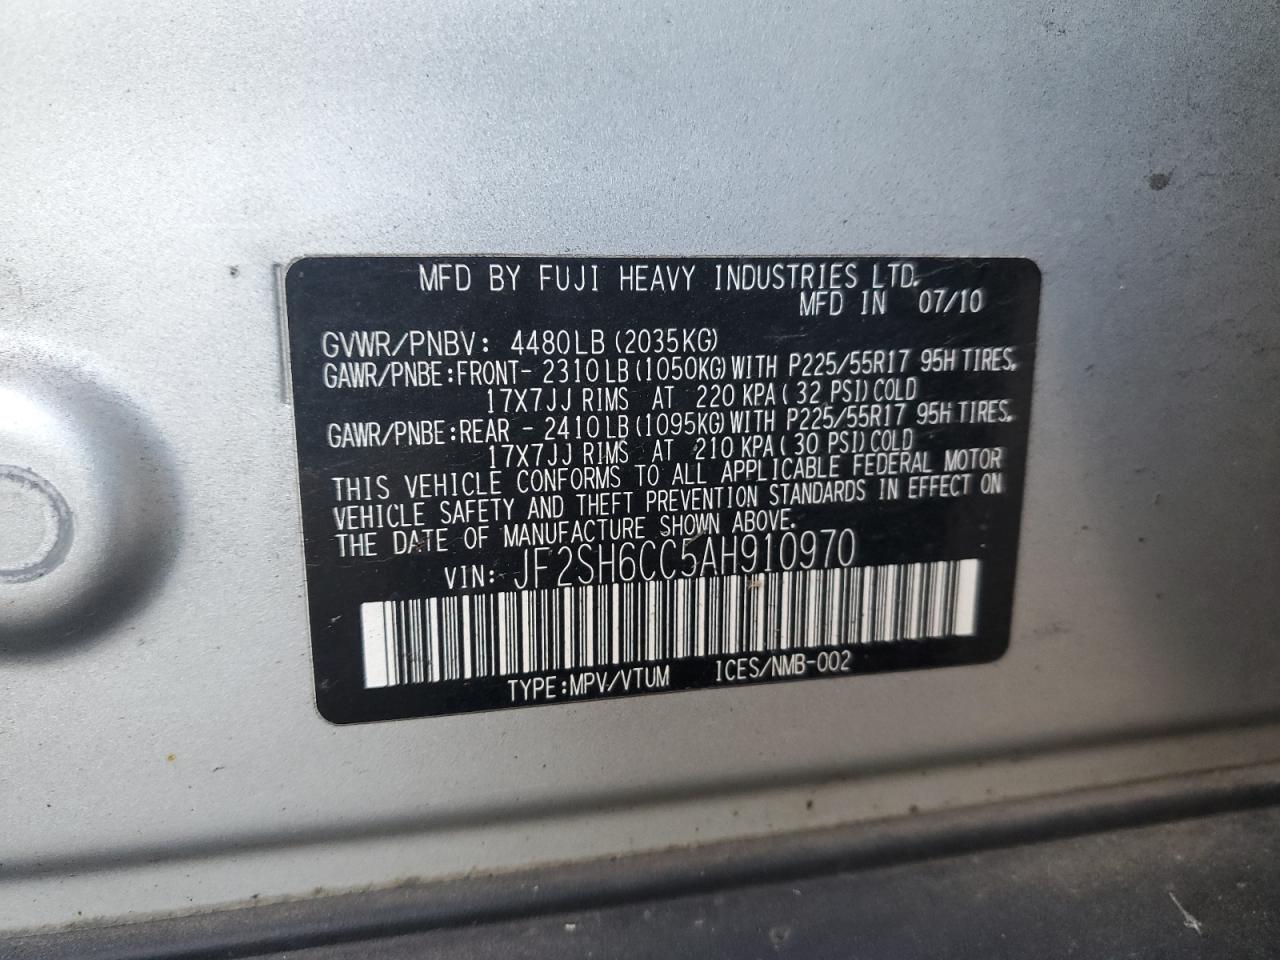 MFD BY FUJI HEAVY INDUSTRIES LTD.
MFD IN 07/10
GVWR/PNBV: 4480LB(2035KG)
GAWR/PNBE:FRONT- 2310LB(1050KG)WITH P225/55R17 95H TIRES,
17X7JJ RIMS AT 220 KPA(32 PSI)COLD
GAWR/PNBE:REAR - 2410LB(1095KG)WITH P225/55R17 95H TIRES,
17X7JJ RIMS AT 210 KPA(30 PSI)COLD
THIS VEHICLE CONFORMS TO ALL APPLICABLE FEDERAL MOTOR
VEHICLE SAFETY AND THEFT PREVENTION STANDARDS IN EFFECT ON
THE DATE OF MANUFACTURE SHOWN ABOVE.
VIN: JF2SH6CC5AH910970
TYPE:MPV/VTUM ICES/NMB-002